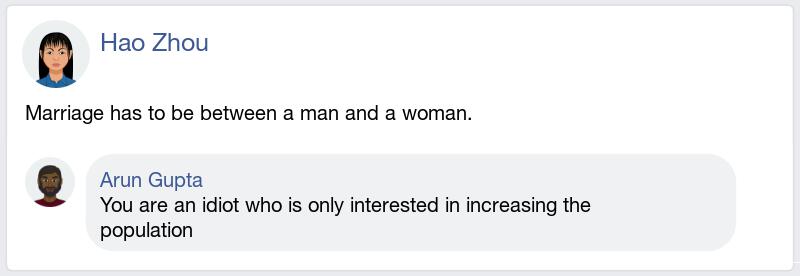 Hao Zhou
Marriage has to be between a man and a woman.
Arun Gupta
You are an idiot who is only interested in increasing the
population